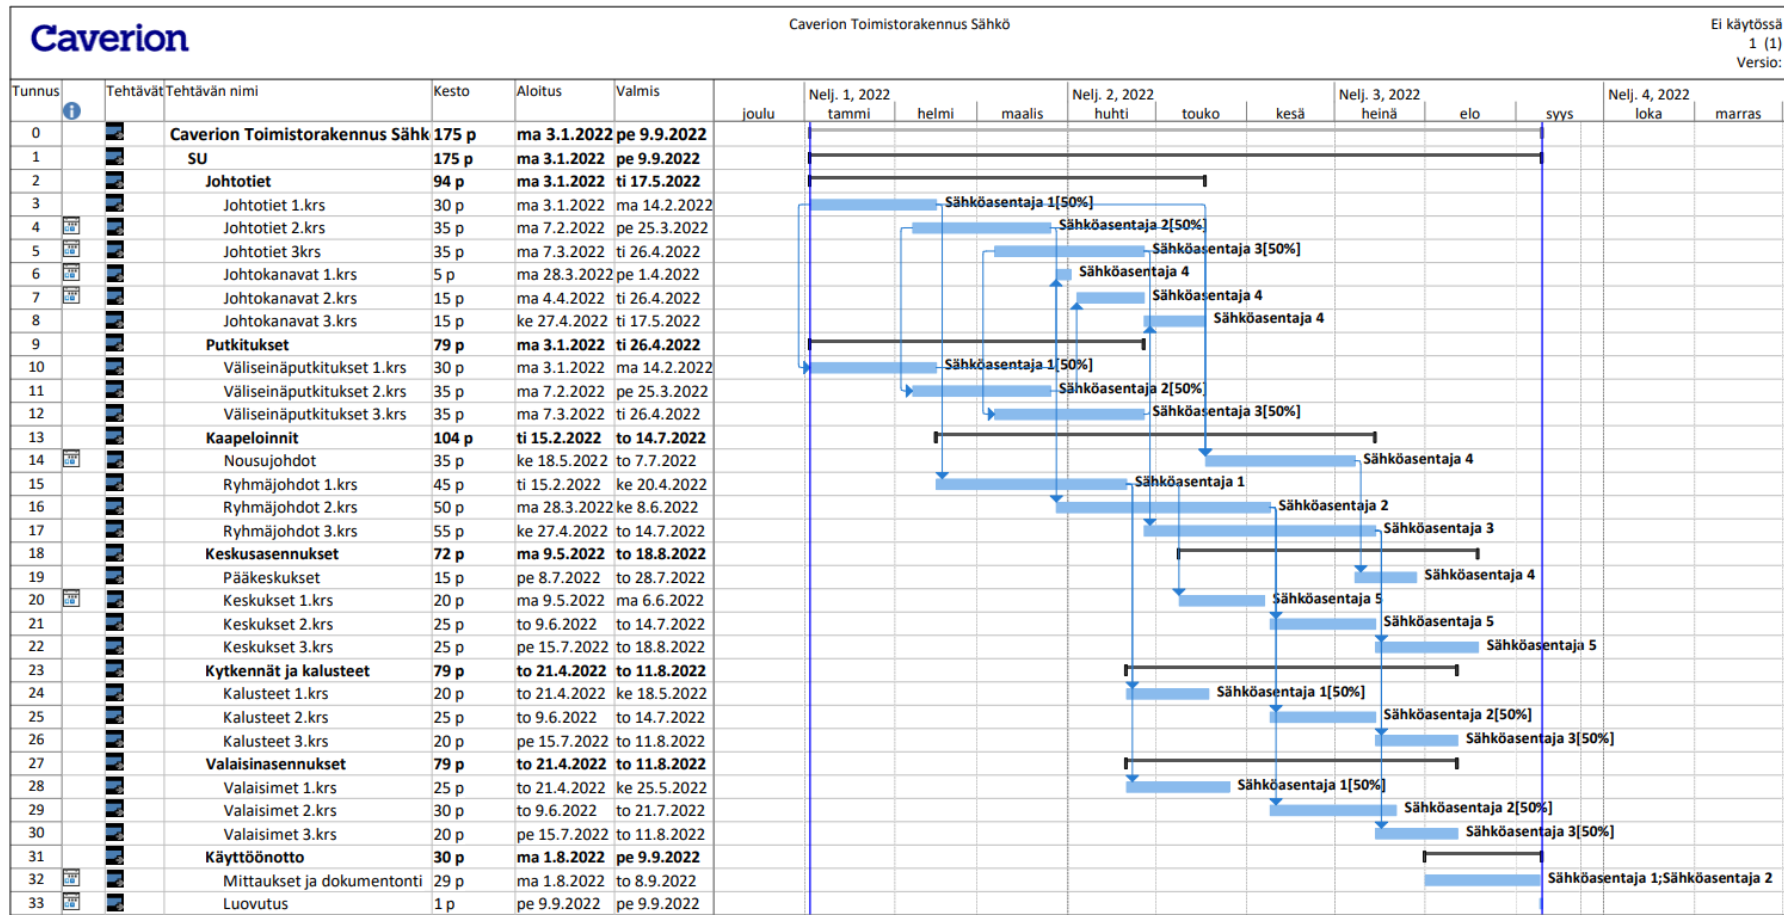 Caverion
Caverion Toimistorakennus Sähkö
Ei käytössä
1 (1)
Versio:
Tunnus Tehtävät Tehtävän nimi Kesto Aloitus Valmis
Nelj. 1, 2022 Nelj. 2, 2022 Nelj. 3, 2022 Nelj. 4, 2022
joulu tammi helmi maalis huhti touko kesä heinä elo syys loka marras
0 Caverion Toimistorakennus Sähk 175 p ma 3.1.2022 pe 9.9.2022
1 SU 175 p ma 3.1.2022 pe 9.9.2022
2 Johtotiet 94 p ma 3.1.2022 ti 17.5.2022
3 Johtotiet 1.krs 30 p ma 3.1.2022 ma 14.2.2022 Sähköasentaja 1[50%]
4 Johtotiet 2.krs 35 p ma 7.2.2022 pe 25.3.2022 Sähköasentaja 2[50%]
5 Johtotiet 3krs 35 p ma 7.3.2022 ti 26.4.2022 Sähköasentaja 3[50%]
6 Johtokanavat 1.krs 5 p ma 28.3.2022 pe 1.4.2022 Sähköasentaja 4
7 Johtokanavat 2.krs 15 p ma 4.4.2022 ti 26.4.2022 Sähköasentaja 4
8 Johtokanavat 3.krs 15 p ke 27.4.2022 ti 17.5.2022 Sähköasentaja 4
9 Putkitukset 79 p ma 3.1.2022 ti 26.4.2022
10 Väliseinäputkitukset 1.krs 30 p ma 3.1.2022 ma 14.2.2022 Sähköasentaja 1[50%]
11 Väliseinäputkitukset 2.krs 35 p ma 7.2.2022 pe 25.3.2022 Sähköasentaja 2[50%]
12 Väliseinäputkitukset 3.krs 35 p ma 7.3.2022 ti 26.4.2022 Sähköasentaja 3[50%]
13 Kaapeloinnit 104 p ti 15.2.2022 to 14.7.2022
14 Nousujohdot 35 p ke 18.5.2022 to 7.7.2022 Sähköasentaja 4
15 Ryhmäjohdot 1.krs 45 p ti 15.2.2022 ke 20.4.2022 Sähköasentaja 1
16 Ryhmäjohdot 2.krs 50 p ma 28.3.2022 ke 8.6.2022 Sähköasentaja 2
17 Ryhmäjohdot 3.krs 55 p ke 27.4.2022 to 14.7.2022 Sähköasentaja 3
18 Keskusasennukset 72 p ma 9.5.2022 to 18.8.2022
19 Pääkeskukset 15 p pe 8.7.2022 to 28.7.2022 Sähköasentaja 4
20 Keskukset 1.krs 20 p ma 9.5.2022 ma 6.6.2022 Sähköasentaja 5
21 Keskukset 2.krs 25 p to 9.6.2022 to 14.7.2022 Sähköasentaja 5
22 Keskukset 3.krs 25 p pe 15.7.2022 to 18.8.2022 Sähköasentaja 5
23 Kytkennät ja kalusteet 79 p to 21.4.2022 to 11.8.2022
24 Kalusteet 1.krs 20 p to 21.4.2022 ke 18.5.2022 Sähköasentaja 1[50%]
25 Kalusteet 2.krs 25 p to 9.6.2022 to 14.7.2022 Sähköasentaja 2[50%]
26 Kalusteet 3.krs 20 p pe 15.7.2022 to 11.8.2022 Sähköasentaja 3[50%]
27 Valaisinasennukset 79 p to 21.4.2022 to 11.8.2022
28 Valaisimet 1.krs 25 p to 21.4.2022 ke 25.5.2022 Sähköasentaja 1[50%]
29 Valaisimet 2.krs 30 p to 9.6.2022 to 21.7.2022 Sähköasentaja 2[50%]
30 Valaisimet 3.krs 20 p pe 15.7.2022 to 11.8.2022 Sähköasentaja 3[50%]
31 Käyttöönotto 30 p ma 1.8.2022 pe 9.9.2022
32 Mittaukset ja dokumentonti 29 p ma 1.8.2022 to 8.9.2022 Sähköasentaja 1;Sähköasentaja 2
33 Luovutus 1 p pe 9.9.2022 pe 9.9.2022